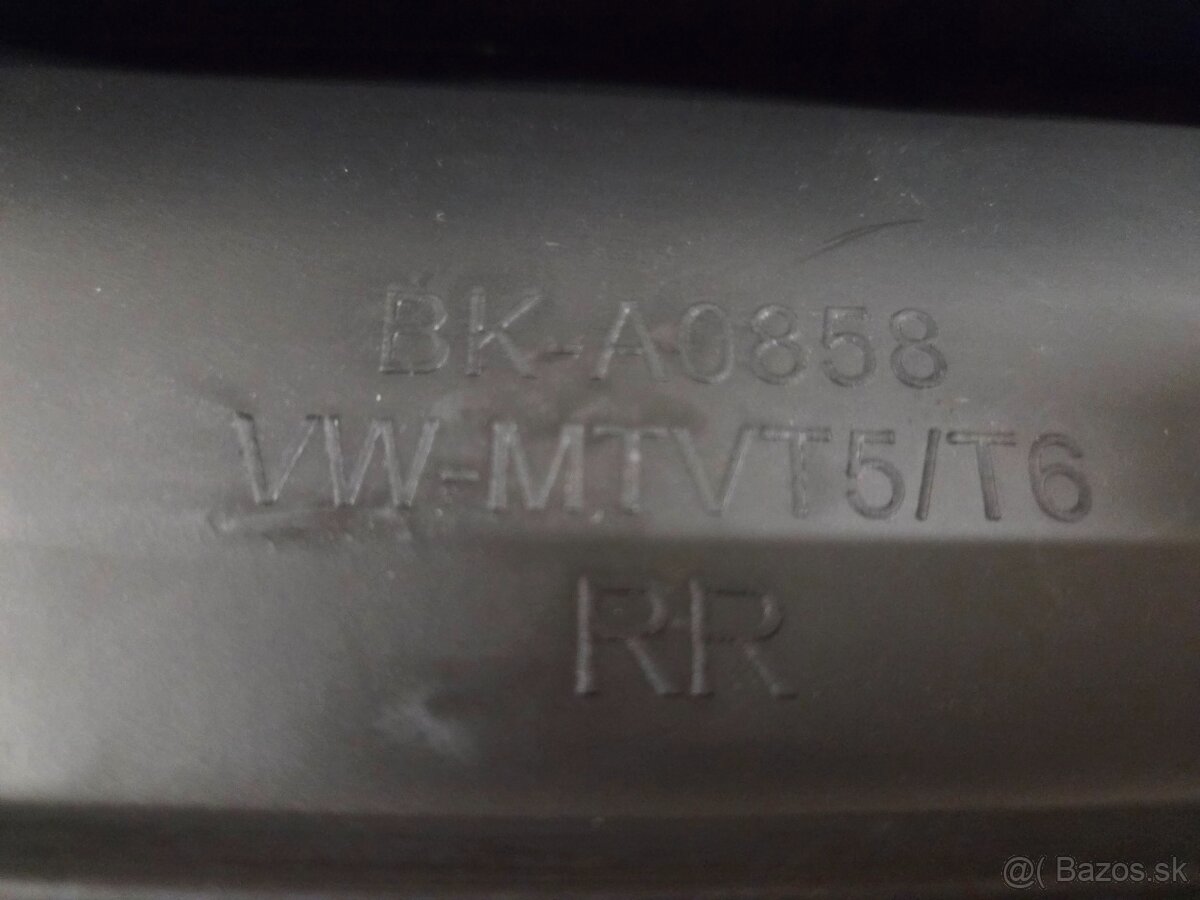 BK-A0858
VW-MTVT5/T6
RR
@( Bazos.sk